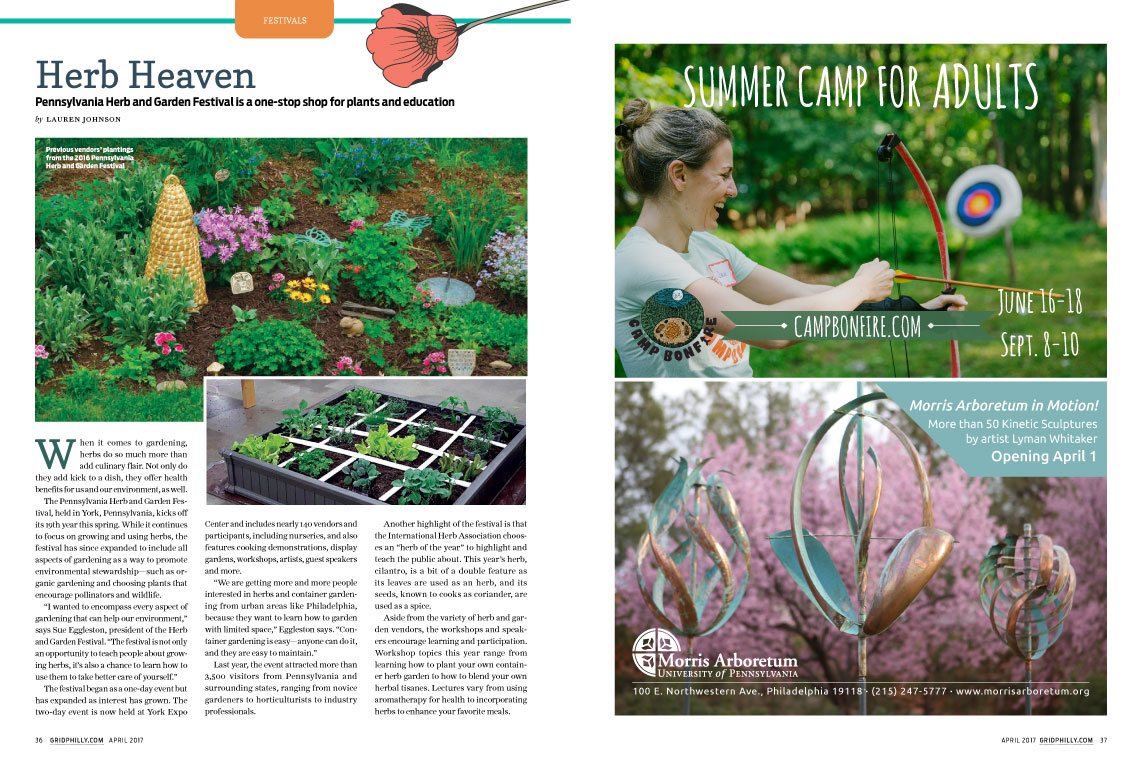 FESTIVALS
Herb Heaven
Pennsylvania Herb and Garden Festival is a one-stop shop for plants and education
by LAUREN JOHNSON
Previous vendors' plantings
from the 2016 Pennsylvania
Herb and Garden Festival
When it comes to gardening,
herbs do so much more than
add culinary flair. Not only do
they add kick to a dish, they offer health
benefits for us and our environment, as well.
The Pennsylvania Herb and Garden Fes-
tival, held in York, Pennsylvania, kicks off
its 19th year this spring. While it continues
to focus on growing and using herbs, the
festival has since expanded to include all
aspects of gardening as a way to promote
environmental stewardship—such as or-
ganic gardening and choosing plants that
encourage pollinators and wildlife.
"I wanted to encompass every aspect of
gardening that can help our environment,"
says Sue Eggleston, president of the Herb
and Garden Festival. "The festival is not only
an opportunity to teach people about grow-
ing herbs, it's also a chance to learn how to
use them to take better care of yourself."
The festival began as a one-day event but
has expanded as interest has grown. The
two-day event is now held at York Expo
Center and includes nearly 140 vendors and
participants, including nurseries, and also
features cooking demonstrations, display
gardens, workshops, artists, guest speakers
and more.
"We are getting more and more people
interested in herbs and container garden-
ing from urban areas like Philadelphia,
because they want to learn how to garden
with limited space," Eggleston says. "Con-
tainer gardening is easy—anyone can do it,
and they are easy to maintain."
Last year, the event attracted more than
3,500 visitors from Pennsylvania and
surrounding states, ranging from novice
gardeners to horticulturists to industry
professionals.
Another highlight of the festival is that
the International Herb Association choos-
es an "herb of the year" to highlight and
teach the public about. This year's herb,
cilantro, is a bit of a double feature as
its leaves are used as an herb, and its
seeds, known to cooks as coriander, are
used as a spice.
Aside from the variety of herb and gar-
den vendors, the workshops and speak-
ers encourage learning and participation.
Workshop topics this year range from
learning how to plant your own contain-
er herb garden to how to blend your own
herbal tisanes. Lectures vary from using
aromatherapy for health to incorporating
herbs to enhance your favorite meals.
36 GRIDPHILLY.COM APRIL 2017
SUMMER CAMP FOR ADULTS
CAMP BONFIRE
CAMPBONFIRE.COM
JUNE 16-18
SEPT. 8-10
Morris Arboretum in Motion!
More than 50 Kinetic Sculptures
by artist Lyman Whitaker
Opening April 1
Morris Arboretum
UNIVERSITY OF PENNSYLVANIA
100 E. Northwestern Ave., Philadelphia 19118 · (215) 247-5777 · www.morrisarboretum.org
APRIL 2017 GRIDPHILLY.COM 37